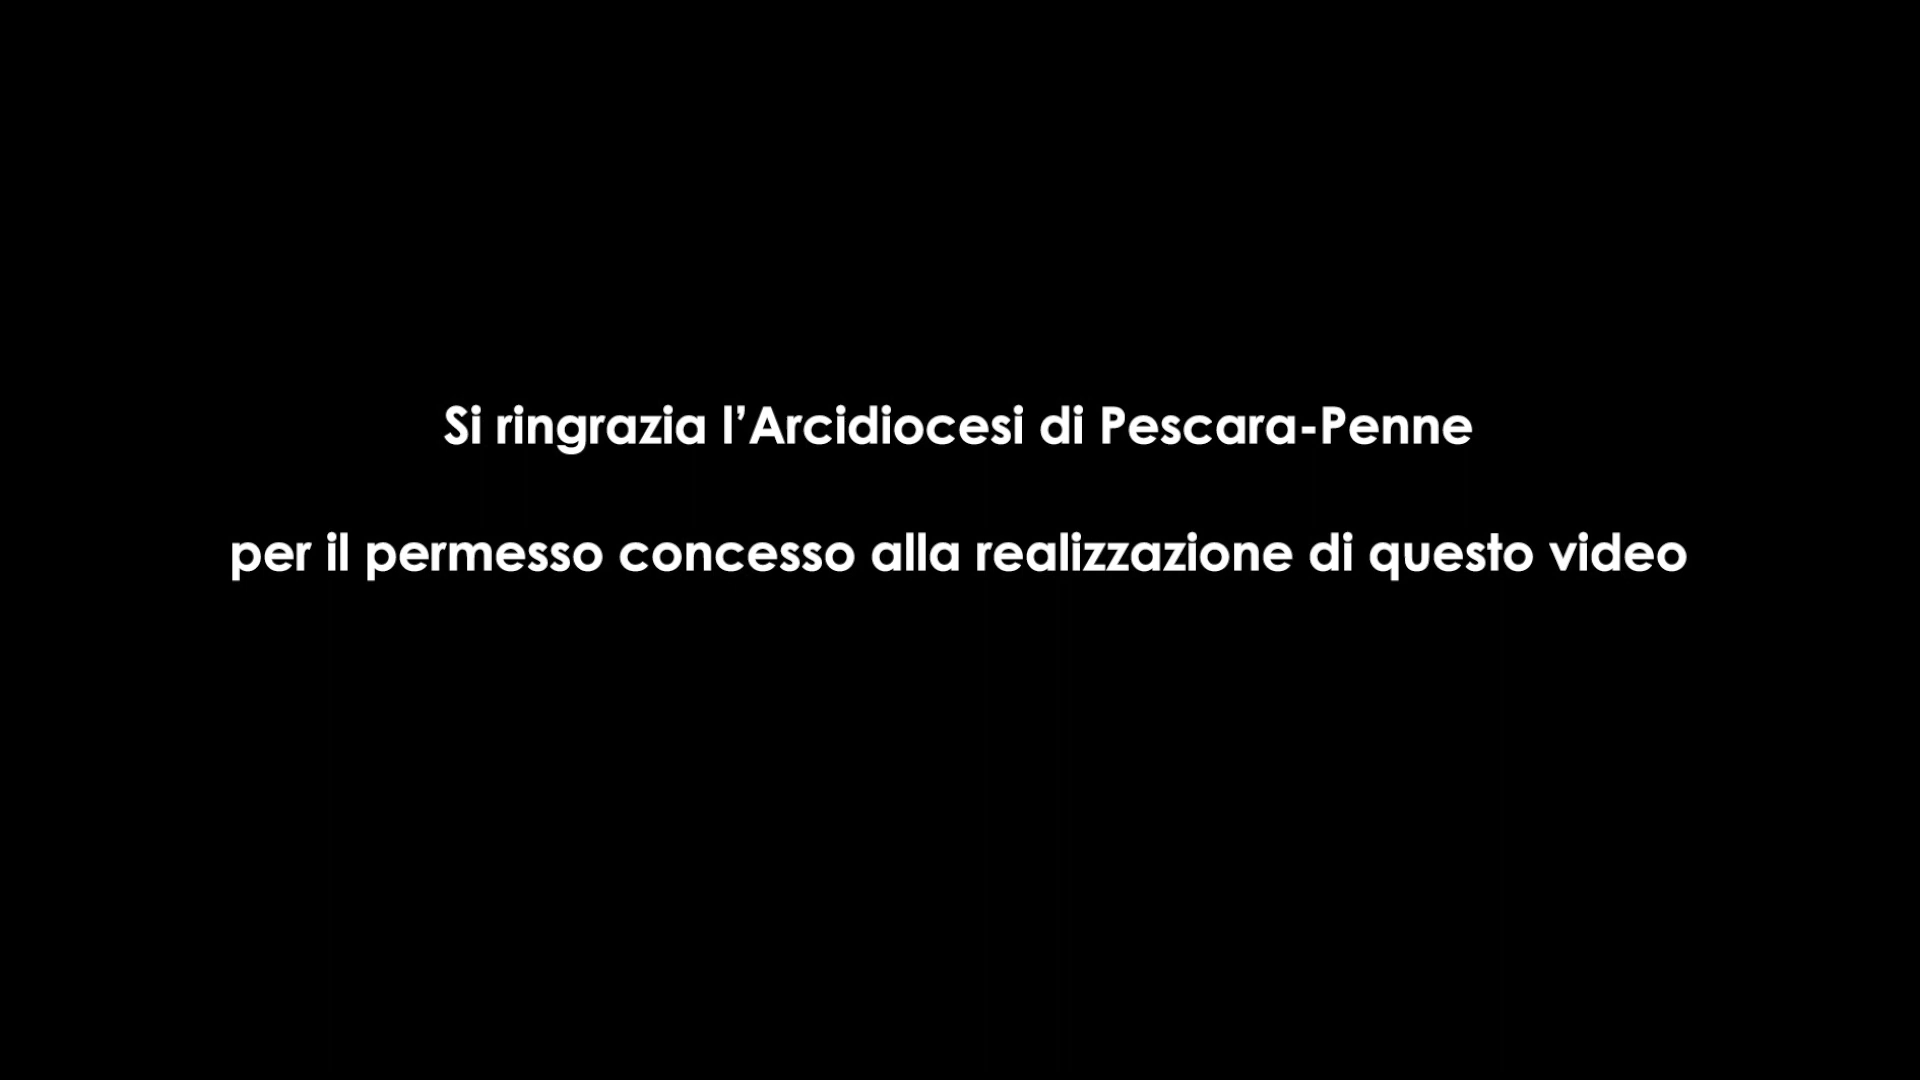 Si ringrazia l’Arcidiocesi di Pescara-Penne
per il permesso concesso alla realizzazione di questo video